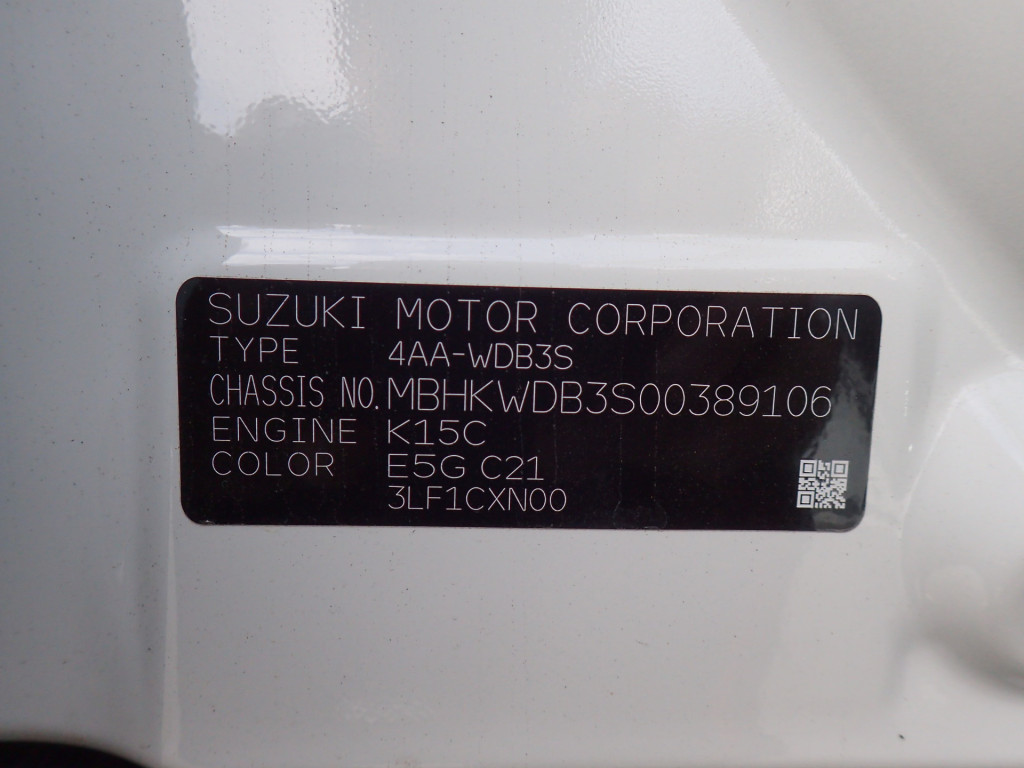 SUZUKI MOTOR CORPORATION
TYPE 4AA-WDB3S
CHASSIS NO. MBHKWDB3S00389106
ENGINE K15C
COLOR E5G C21
3LF1CXN00